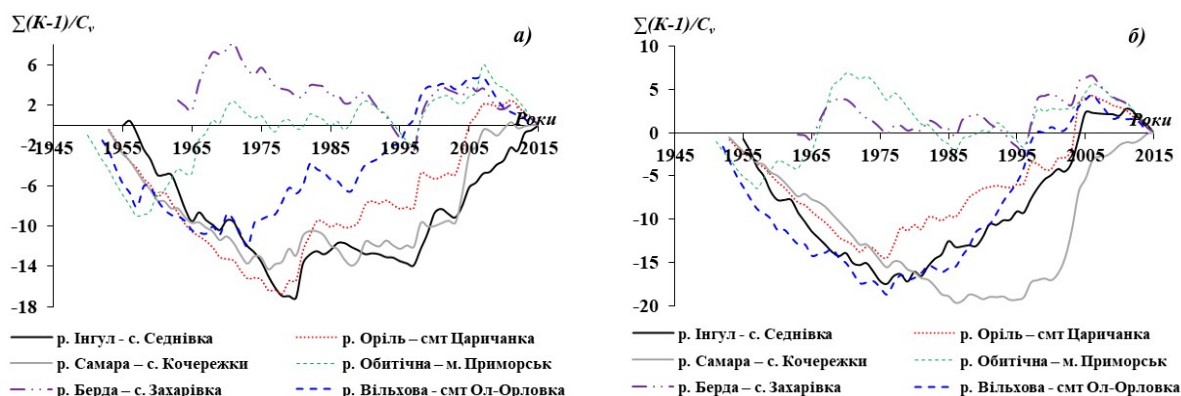 ∑(K-1)/Cᵥ
а)
6
2
-2
-6
-10
-14
-18
1945 1955 1965 1975 1985 1995 2005 2015
Роки
р. Інгул - с. Седнівка
р. Оріль – смт Царичанка
р. Самара – с. Кочережки
р. Обитічна – м. Приморськ
р. Берда – с. Захарівка
р. Вільхова - смт Ол-Орловка
∑(K-1)/Cᵥ
б)
10
5
0
-5
-10
-15
-20
1945 1955 1965 1975 1985 1995 2005 2015
Роки
р. Інгул - с. Седнівка
р. Оріль – смт Царичанка
р. Самара – с. Кочережки
р. Обитічна – м. Приморськ
р. Берда – с. Захарівка
р. Вільхова - смт Ол-Орловка